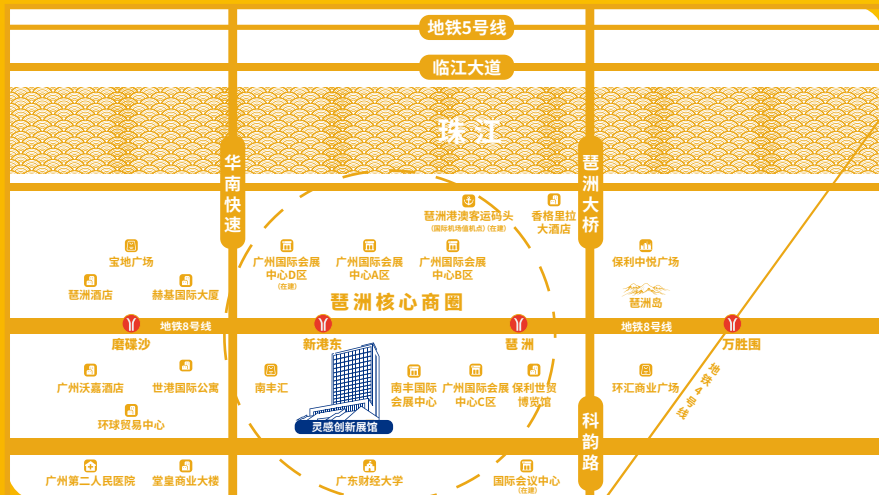 地铁5号线
临江大道
珠江
华南快速
琶洲大桥
琶洲港澳客运码头
(国际机场值机点)(在建)
香格里拉
大酒店
宝地广场
广州国际会展
中心D区
(在建)
广州国际会展
中心A区
广州国际会展
中心B区
保利中悦广场
琶洲酒店
赫基国际大厦
琶洲核心商圈
琶洲岛
地铁8号线
地铁8号线
磨碟沙
新港东
琶洲
万胜围
广州沃嘉酒店
世港国际公寓
南丰汇
南丰国际
会展中心
广州国际会展
中心C区
保利世贸
博览馆
环汇商业广场
地铁4号线
环球贸易中心
灵感创新展馆
科韵路
广州第二人民医院
堂皇商业大楼
广东财经大学
国际会议中心
(在建)